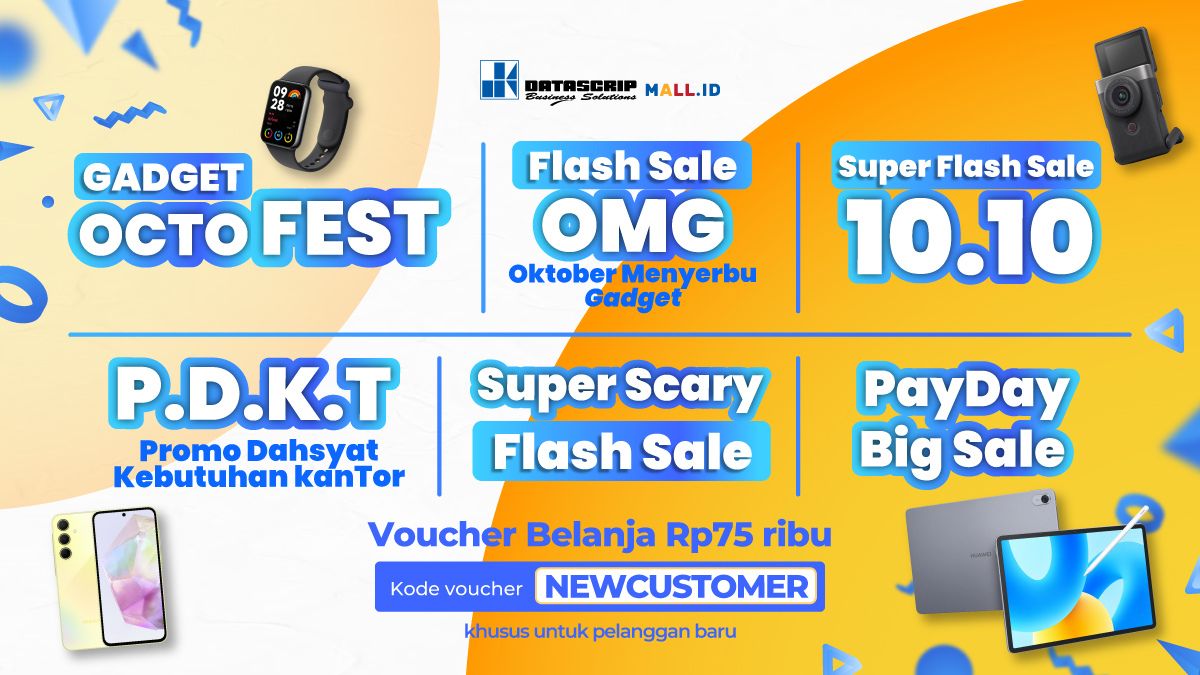 DATASCRIP
Business Solutions
MALL.ID
GADGET
OCTO FEST
Flash Sale
OMG
Oktober Menyerbu
Gadget
Super Flash Sale
10.10
P.D.K.T
Promo Dahsyat
Kebutuhan kanTor
Super Scary
Flash Sale
PayDay
Big Sale
Voucher Belanja Rp75 ribu
Kode voucher NEWCUSTOMER
khusus untuk pelanggan baru
09
28
HUAWEI